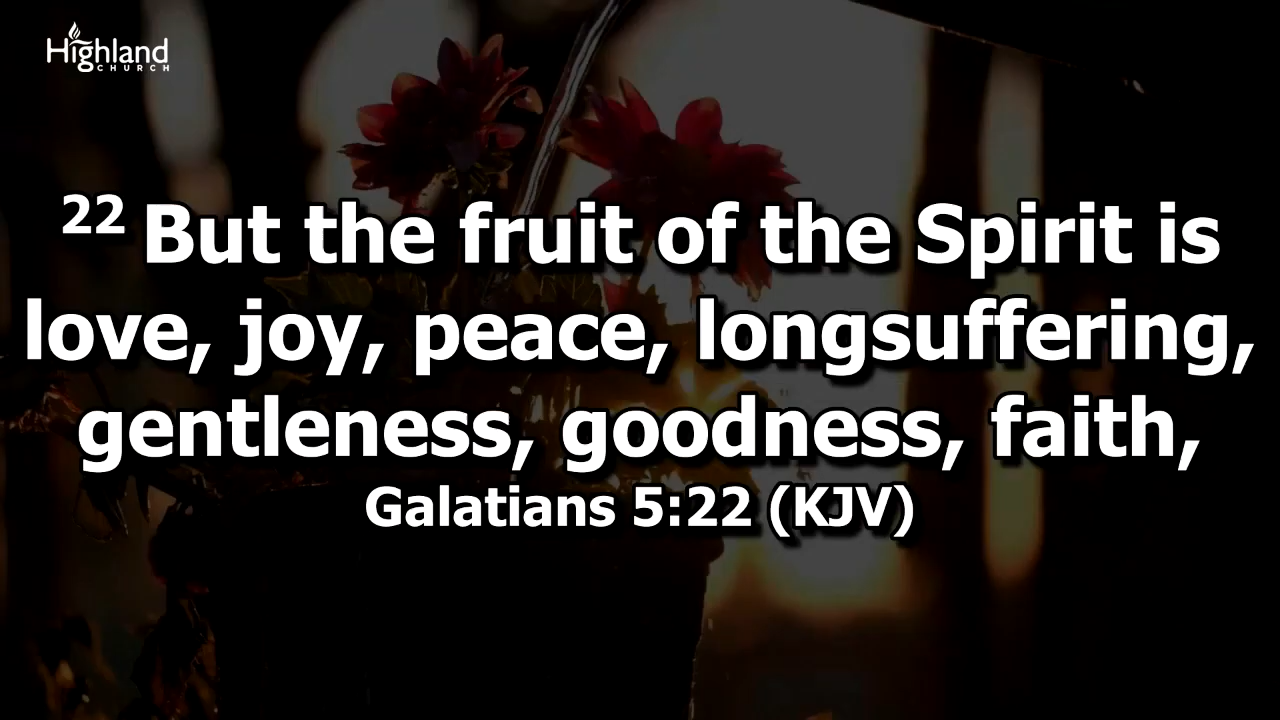 Highland
CHURCH
22 But the fruit of the Spirit is
love, joy, peace, longsuffering,
gentleness, goodness, faith,
Galatians 5:22 (KJV)